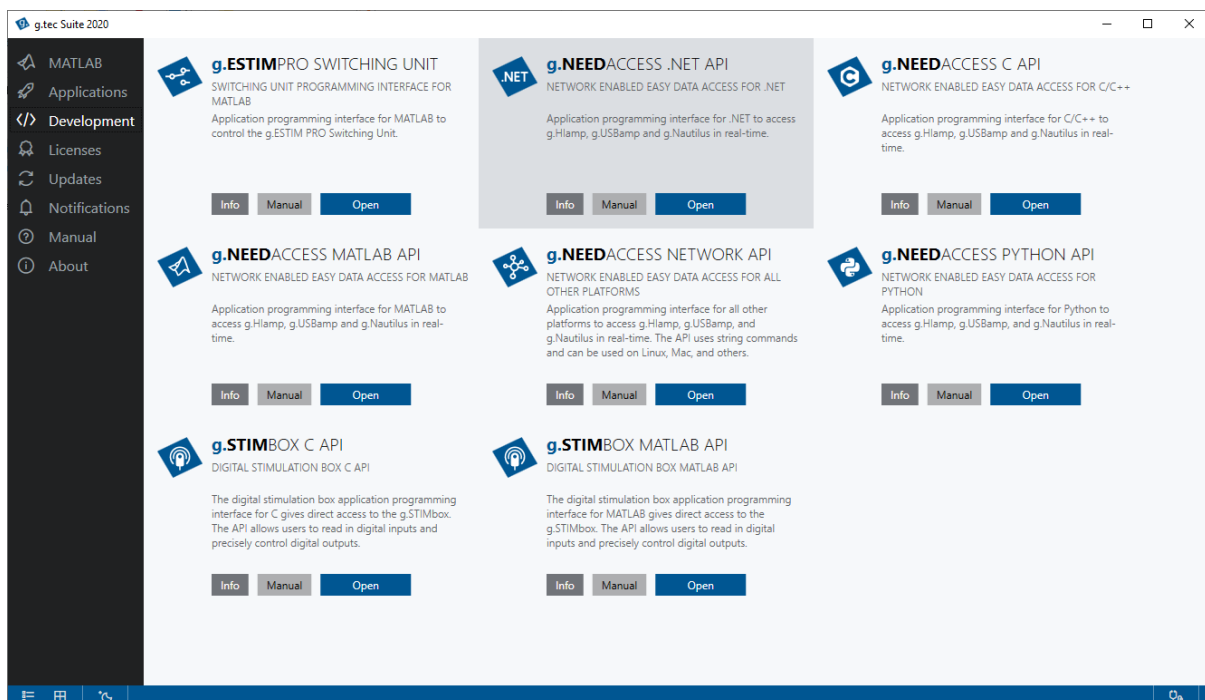 g.tec Suite 2020
MATLAB
Applications
Development
Licenses
Updates
Notifications
Manual
About
g.ESTIMPRO SWITCHING UNIT
SWITCHING UNIT PROGRAMMING INTERFACE FOR
MATLAB
Application programming interface for MATLAB to
control the g.ESTIM PRO Switching Unit.
Info Manual Open
.NET
g.NEEDACCESS .NET API
NETWORK ENABLED EASY DATA ACCESS FOR .NET
Application programming interface for .NET to access
g.HIamp, g.USBamp and g.Nautilus in real-time.
Info Manual Open
g.NEEDACCESS C API
NETWORK ENABLED EASY DATA ACCESS FOR C/C++
Application programming interface for C/C++ to
access g.HIamp, g.USBamp and g.Nautilus in real-
time.
Info Manual Open
g.NEEDACCESS MATLAB API
NETWORK ENABLED EASY DATA ACCESS FOR MATLAB
Application programming interface for MATLAB to
access g.HIamp, g.USBamp and g.Nautilus in real-
time.
Info Manual Open
g.NEEDACCESS NETWORK API
NETWORK ENABLED EASY DATA ACCESS FOR ALL
OTHER PLATFORMS
Application programming interface for all other
platforms to access g.HIamp, g.USBamp, and
g.Nautilus in real-time. The API uses string commands
and can be used on Linux, Mac, and others.
Info Manual Open
g.NEEDACCESS PYTHON API
NETWORK ENABLED EASY DATA ACCESS FOR
PYTHON
Application programming interface for Python to
access g.HIamp, g.USBamp, and g.Nautilus in real-
time.
Info Manual Open
g.STIMBOX C API
DIGITAL STIMULATION BOX C API
The digital stimulation box application programming
interface for C gives direct access to the g.STIMbox.
The API allows users to read in digital inputs and
precisely control digital outputs.
Info Manual Open
g.STIMBOX MATLAB API
DIGITAL STIMULATION BOX MATLAB API
The digital stimulation box application programming
interface for MATLAB gives direct access to the
g.STIMbox. The API allows users to read in digital
inputs and precisely control digital outputs.
Info Manual Open